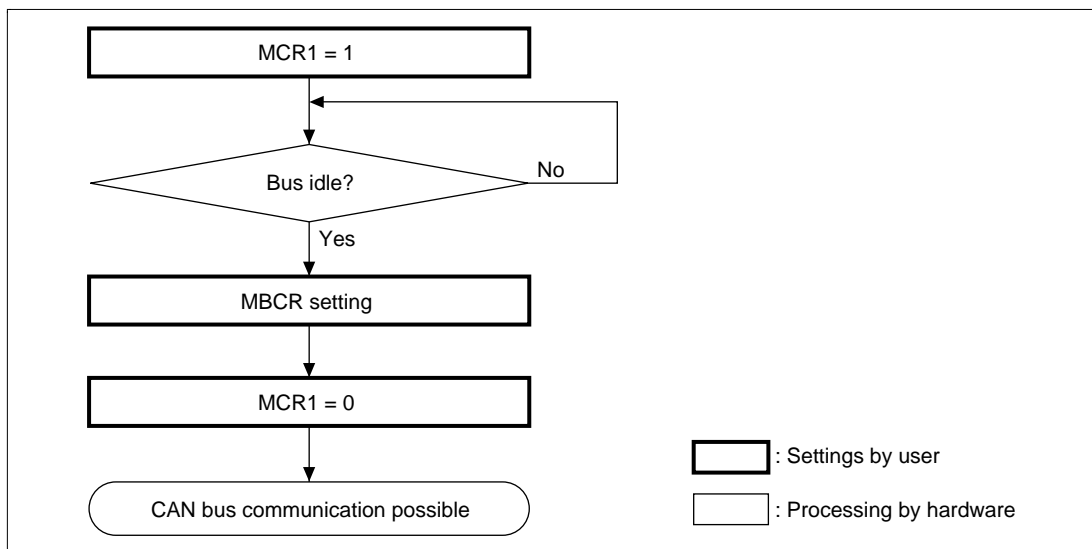 MCR1 = 1
Bus idle?
No
Yes
MBCR setting
MCR1 = 0
CAN bus communication possible
: Settings by user
: Processing by hardware